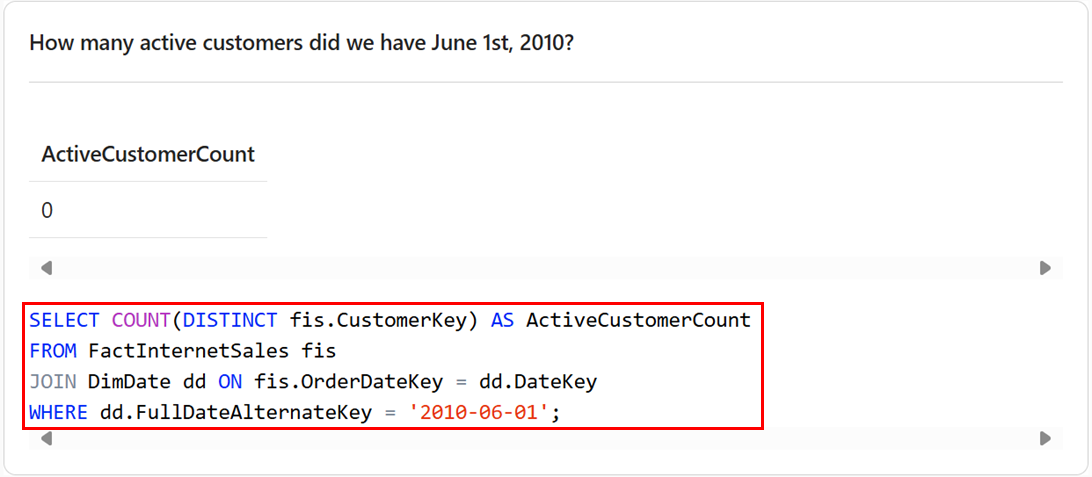 How many active customers did we have June 1st, 2010?
ActiveCustomerCount
0
SELECT COUNT(DISTINCT fis.CustomerKey) AS ActiveCustomerCount
FROM FactInternetSales fis
JOIN DimDate dd ON fis.OrderDateKey = dd.DateKey
WHERE dd.FullDateAlternateKey = '2010-06-01';